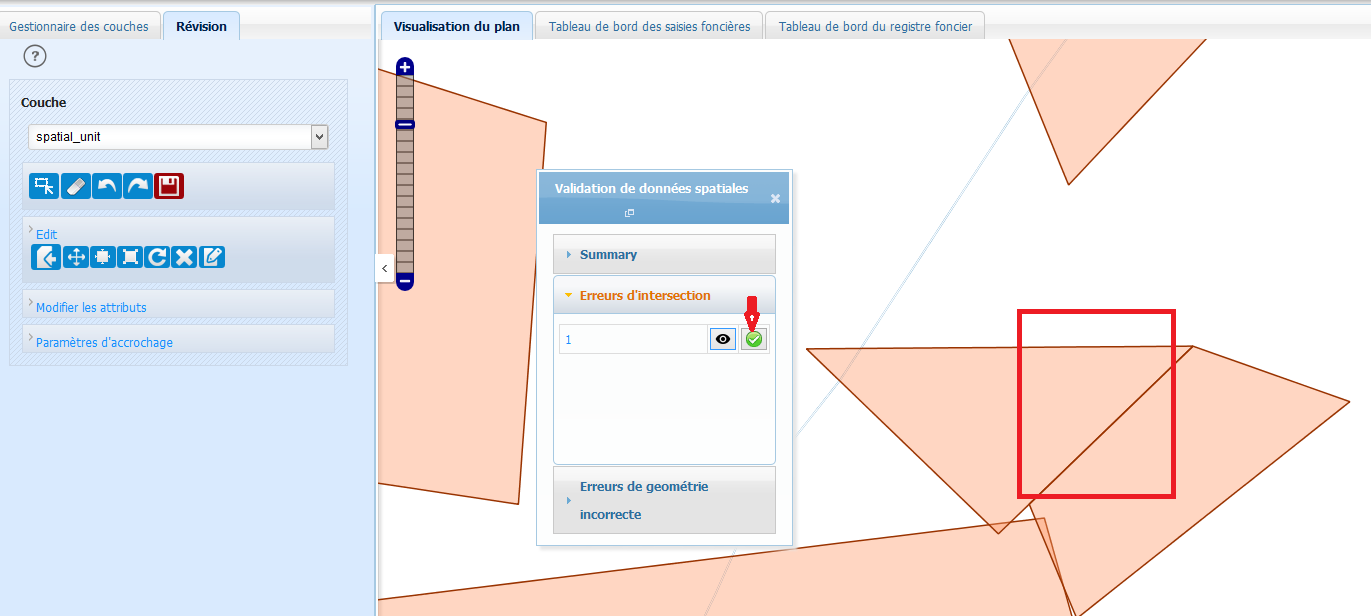 Gestionnaire des couches
Révision
Visualisation du plan
Tableau de bord des saisies foncières
Tableau de bord du registre foncier
?
Couche
spatial_unit
Edit
Modifier les attributs
Paramètres d'accrochage
Validation de données spatiales
Summary
Erreurs d'intersection
1
Erreurs de geométrie
incorrecte